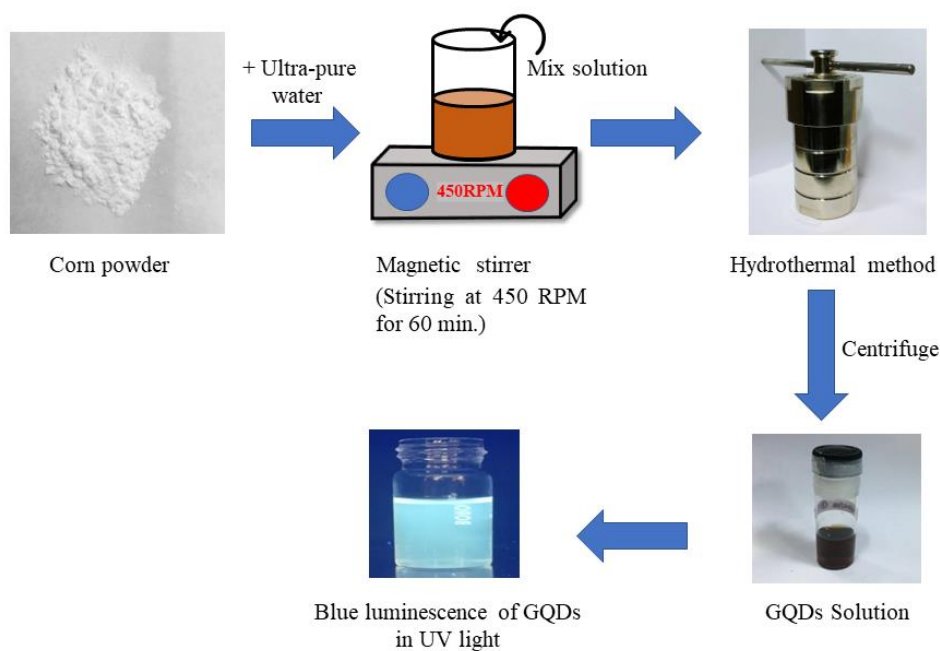 + Ultra-pure
water
Mix solution
450RPM
Corn powder
Magnetic stirrer
(Stirring at 450 RPM
for 60 min.)
Hydrothermal method
Centrifuge
Blue luminescence of GQDs
in UV light
GQDs Solution